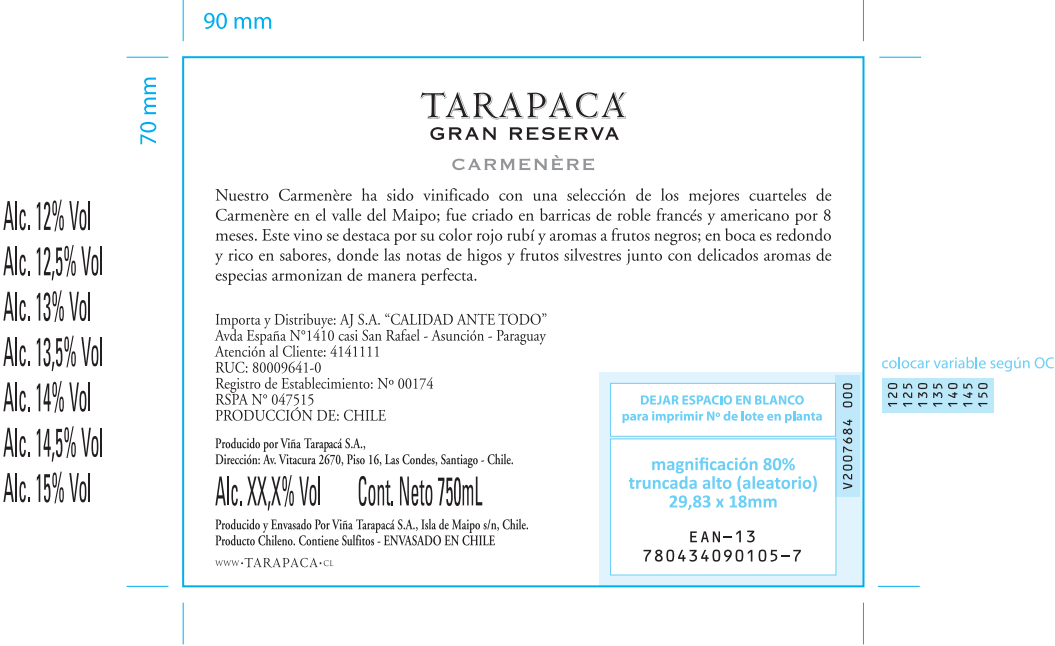 90 mm
70 mm
TARAPACÁ
GRAN RESERVA
CARMENÈRE
Nuestro Carmenère ha sido vinificado con una selección de los mejores cuarteles de
Carmenère en el valle del Maipo; fue criado en barricas de roble francés y americano por 8
meses. Este vino se destaca por su color rojo rubí y aromas a frutos negros; en boca es redondo
y rico en sabores, donde las notas de higos y frutos silvestres junto con delicados aromas de
especias armonizan de manera perfecta.
Alc. 12% Vol
Alc. 12,5% Vol
Alc. 13% Vol
Alc. 13,5% Vol
Alc. 14% Vol
Alc. 14,5% Vol
Alc. 15% Vol
Importa y Distribuye: AJ S.A. “CALIDAD ANTE TODO”
Avda España N°1410 casi San Rafael - Asunción - Paraguay
Atención al Cliente: 4141111
RUC: 80009641-0
Registro de Establecimiento: Nº 00174
RSPA N° 047515
PRODUCCIÓN DE: CHILE
Producido por Viña Tarapacá S.A.,
Dirección: Av. Vitacura 2670, Piso 16, Las Condes, Santiago - Chile.
Alc. XX,X% Vol Cont. Neto 750mL
Producido y Envasado Por Viña Tarapacá S.A., Isla de Maipo s/n, Chile.
Producto Chileno. Contiene Sulfitos - ENVASADO EN CHILE
WWW·TARAPACA·CL
DEJAR ESPACIO EN BLANCO
para imprimir Nº de lote en planta
magnificación 80%
truncada alto (aleatorio)
29,83 x 18mm
EAN-13
780434090105-7
V2007684 000
colocar variable según OC
120
125
130
135
140
145
150